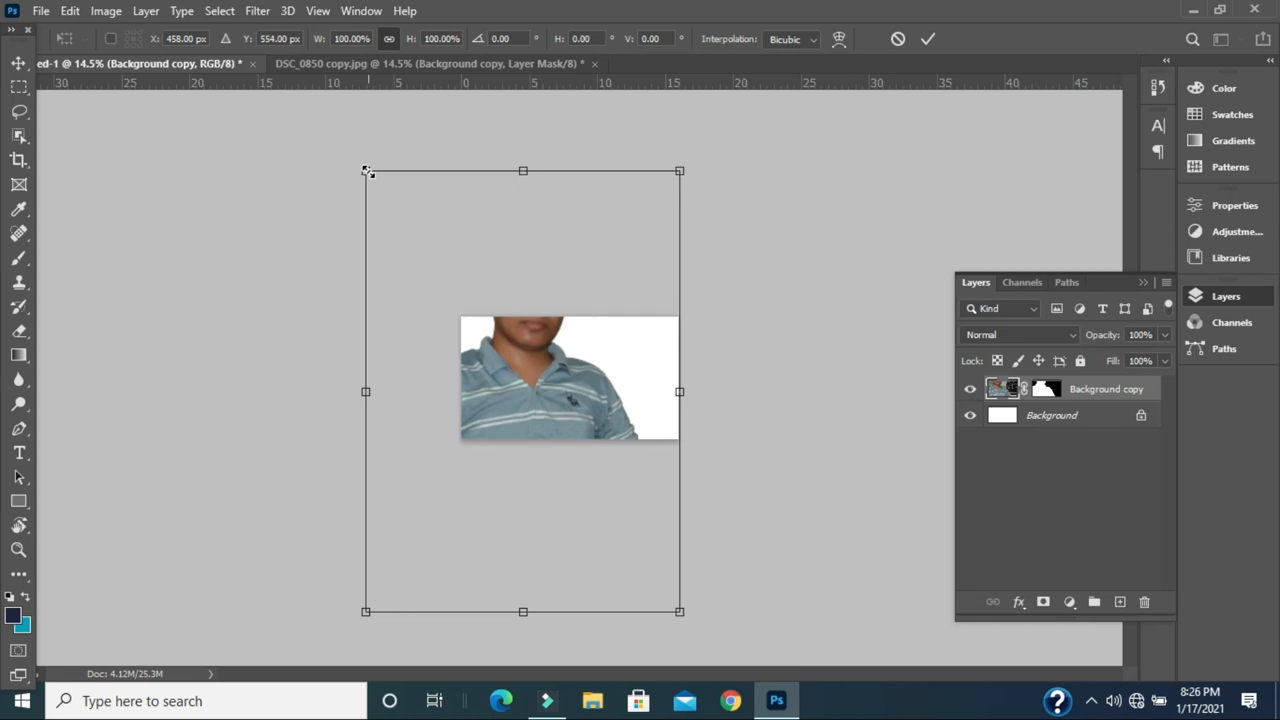 Ps File Edit Image Layer Type Select Filter 3D View Window Help
X: 458.00 px Y: 554.00 px W: 100.00% H: 100.00% 0.00 ° H: 0.00 ° V: 0.00 ° Interpolation: Bicubic
ed-1 @ 14.5% (Background copy, RGB/8) * DSC_0850 copy.jpg @ 14.5% (Background copy, Layer Mask/8) *
30 25 20 15 10 5 0 5 10 15 20 25 30 35 40 45
Color
Swatches
Gradients
Patterns
Properties
Adjustme...
Libraries
Layers
Channels
Paths
Layers Channels Paths
Kind
Normal Opacity: 100%
Lock: Fill: 100%
Background copy
Background
fx
Doc: 4.12M/25.3M
Type here to search
Ps
8:26 PM
1/17/2021